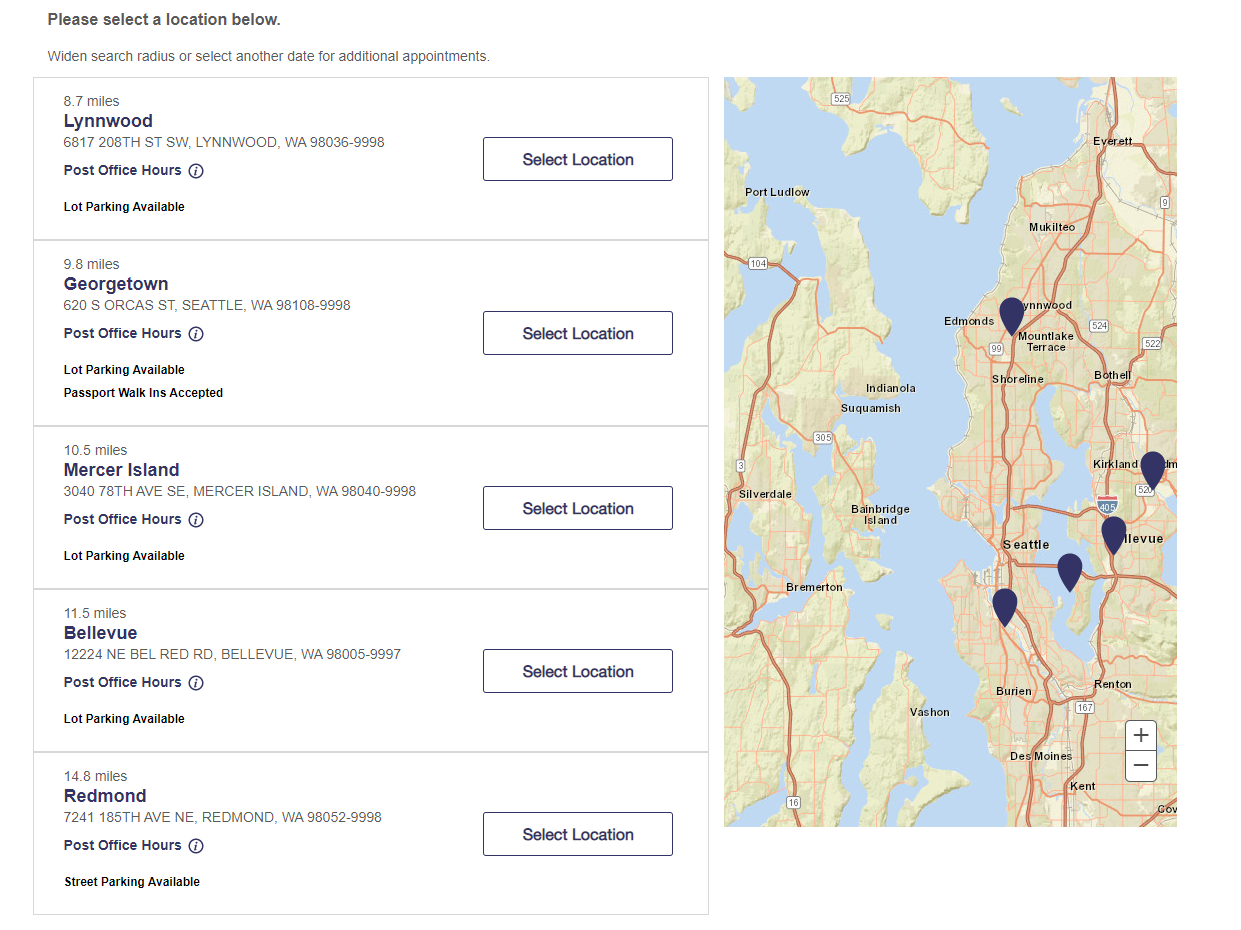 Please select a location below.
Widen search radius or select another date for additional appointments.
8.7 miles
Lynnwood
6817 208TH ST SW, LYNNWOOD, WA 98036-9998
Post Office Hours i
Lot Parking Available
Select Location
9.8 miles
Georgetown
620 S ORCAS ST, SEATTLE, WA 98108-9998
Post Office Hours i
Lot Parking Available
Passport Walk Ins Accepted
Select Location
10.5 miles
Mercer Island
3040 78TH AVE SE, MERCER ISLAND, WA 98040-9998
Post Office Hours i
Lot Parking Available
Select Location
11.5 miles
Bellevue
12224 NE BEL RED RD, BELLEVUE, WA 98005-9997
Post Office Hours i
Lot Parking Available
Select Location
14.8 miles
Redmond
7241 185TH AVE NE, REDMOND, WA 98052-9998
Post Office Hours i
Street Parking Available
Select Location
525
Everett
Port Ludlow
9
Mukilteo
104
ynnwood
Edmonds
524
Mountlake
Terrace
522
99
Shoreline
Bothell
Indianola
Suquamish
305
3
Kirkland
dm
Silverdale
520
405
Bainbridge
Island
Seattle
llevue
Bremerton
Burien
Renton
167
Vashon
+
−
Des Moines
Kent
16
Cov